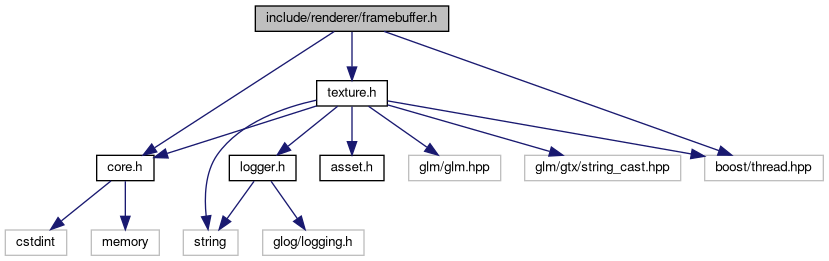 include/renderer/framebuffer.h
texture.h
core.h
logger.h
asset.h
glm/glm.hpp
glm/gtx/string_cast.hpp
boost/thread.hpp
cstdint
memory
string
glog/logging.h